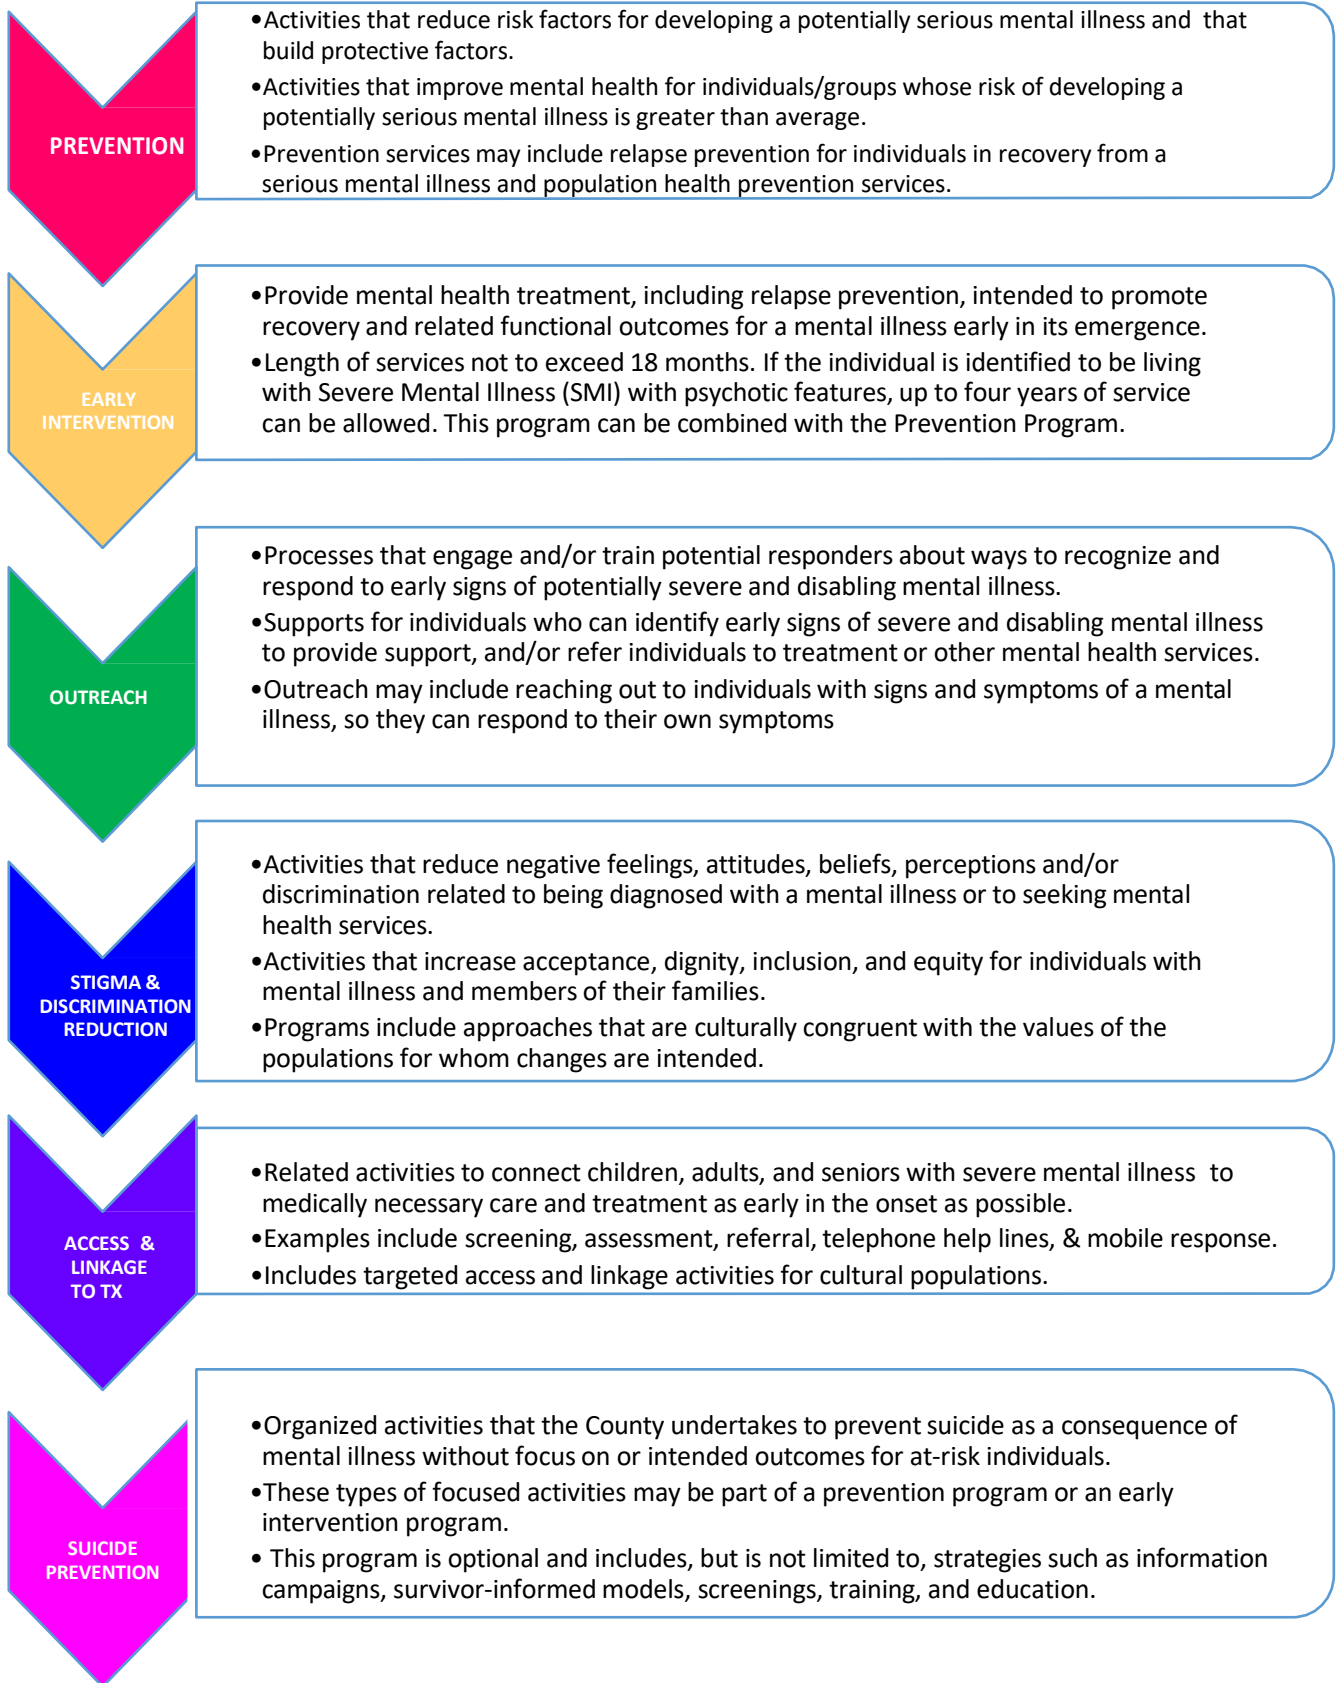 PREVENTION
•Activities that reduce risk factors for developing a potentially serious mental illness and that
build protective factors.
•Activities that improve mental health for individuals/groups whose risk of developing a
potentially serious mental illness is greater than average.
•Prevention services may include relapse prevention for individuals in recovery from a
serious mental illness and population health prevention services.
EARLY
INTERVENTION
•Provide mental health treatment, including relapse prevention, intended to promote
recovery and related functional outcomes for a mental illness early in its emergence.
•Length of services not to exceed 18 months. If the individual is identified to be living
with Severe Mental Illness (SMI) with psychotic features, up to four years of service
can be allowed. This program can be combined with the Prevention Program.
OUTREACH
•Processes that engage and/or train potential responders about ways to recognize and
respond to early signs of potentially severe and disabling mental illness.
•Supports for individuals who can identify early signs of severe and disabling mental illness
to provide support, and/or refer individuals to treatment or other mental health services.
•Outreach may include reaching out to individuals with signs and symptoms of a mental
illness, so they can respond to their own symptoms
STIGMA &
DISCRIMINATION
REDUCTION
•Activities that reduce negative feelings, attitudes, beliefs, perceptions and/or
discrimination related to being diagnosed with a mental illness or to seeking mental
health services.
•Activities that increase acceptance, dignity, inclusion, and equity for individuals with
mental illness and members of their families.
•Programs include approaches that are culturally congruent with the values of the
populations for whom changes are intended.
ACCESS &
LINKAGE
TO TX
•Related activities to connect children, adults, and seniors with severe mental illness to
medically necessary care and treatment as early in the onset as possible.
•Examples include screening, assessment, referral, telephone help lines, & mobile response.
•Includes targeted access and linkage activities for cultural populations.
SUICIDE
PREVENTION
•Organized activities that the County undertakes to prevent suicide as a consequence of
mental illness without focus on or intended outcomes for at-risk individuals.
•These types of focused activities may be part of a prevention program or an early
intervention program.
• This program is optional and includes, but is not limited to, strategies such as information
campaigns, survivor-informed models, screenings, training, and education.